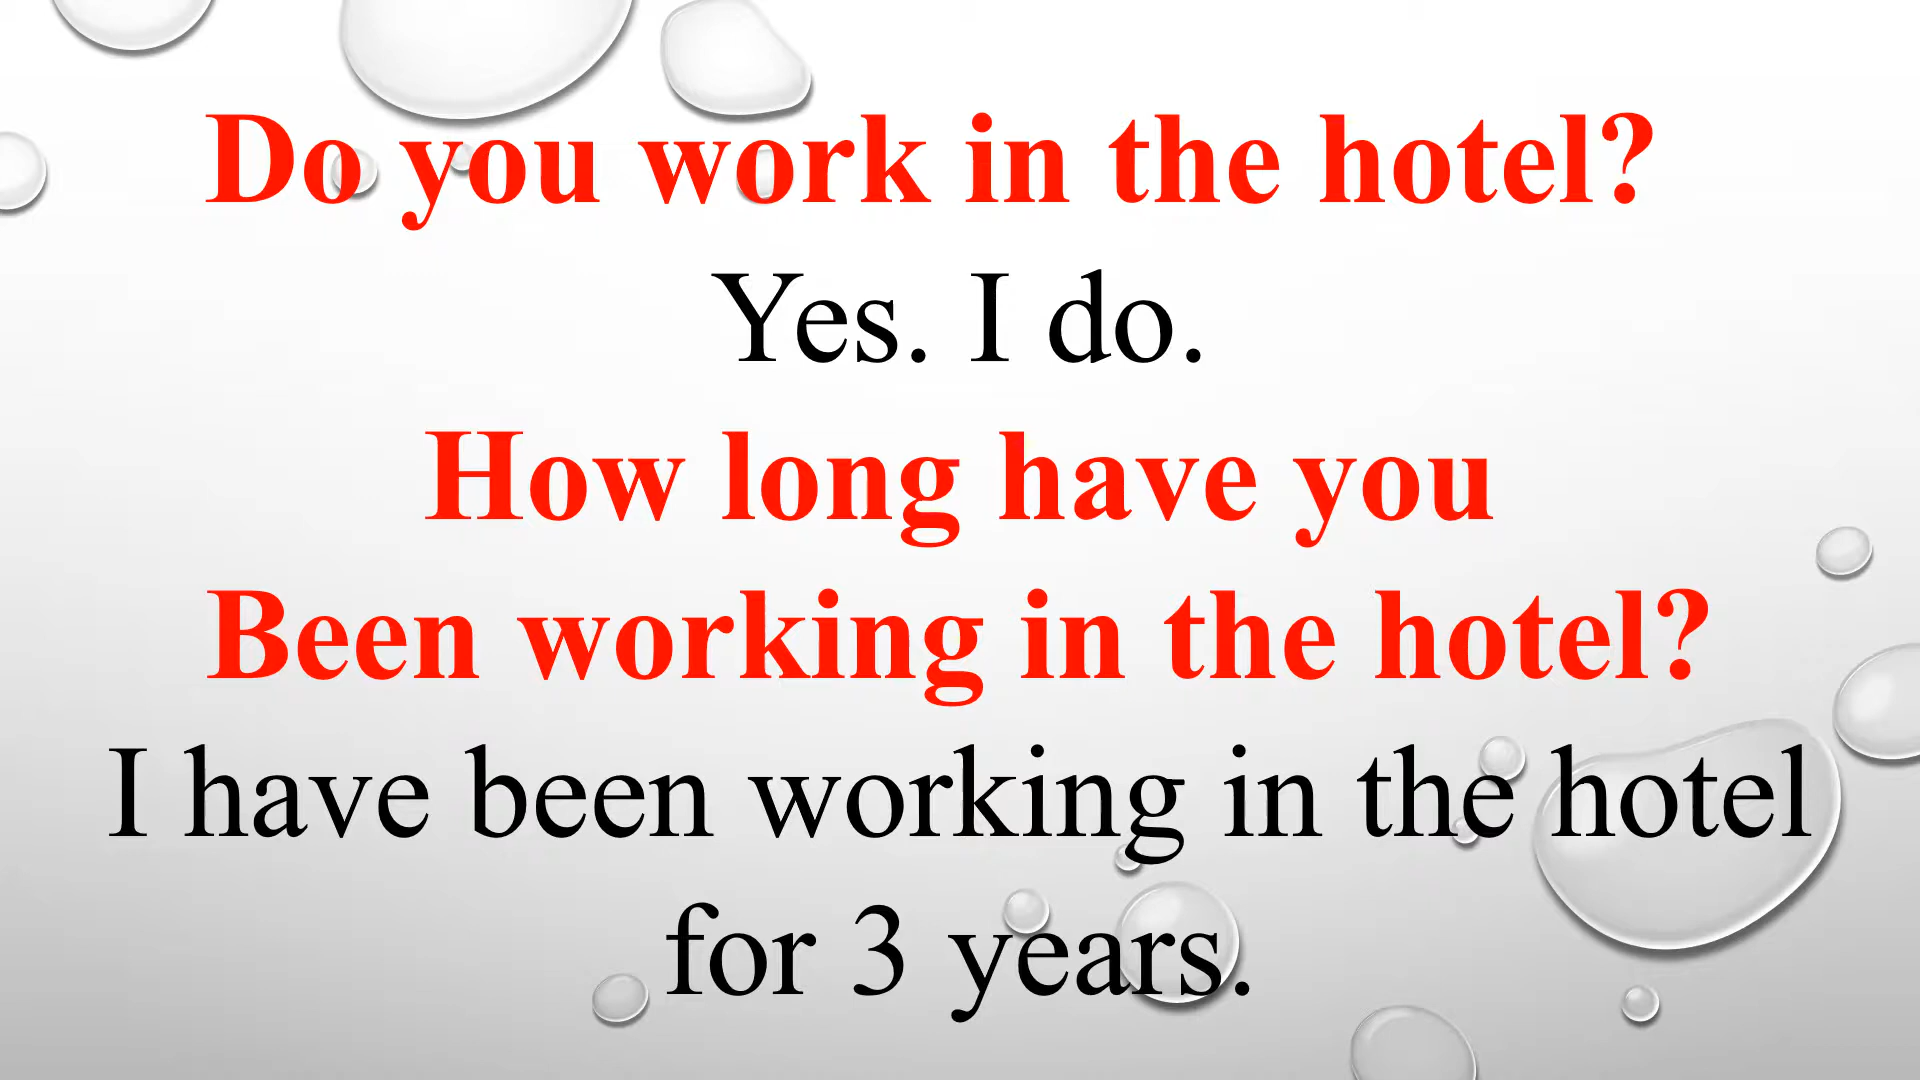 Do you work in the hotel?
Yes. I do.
How long have you
Been working in the hotel?
I have been working in the hotel
for 3 years.